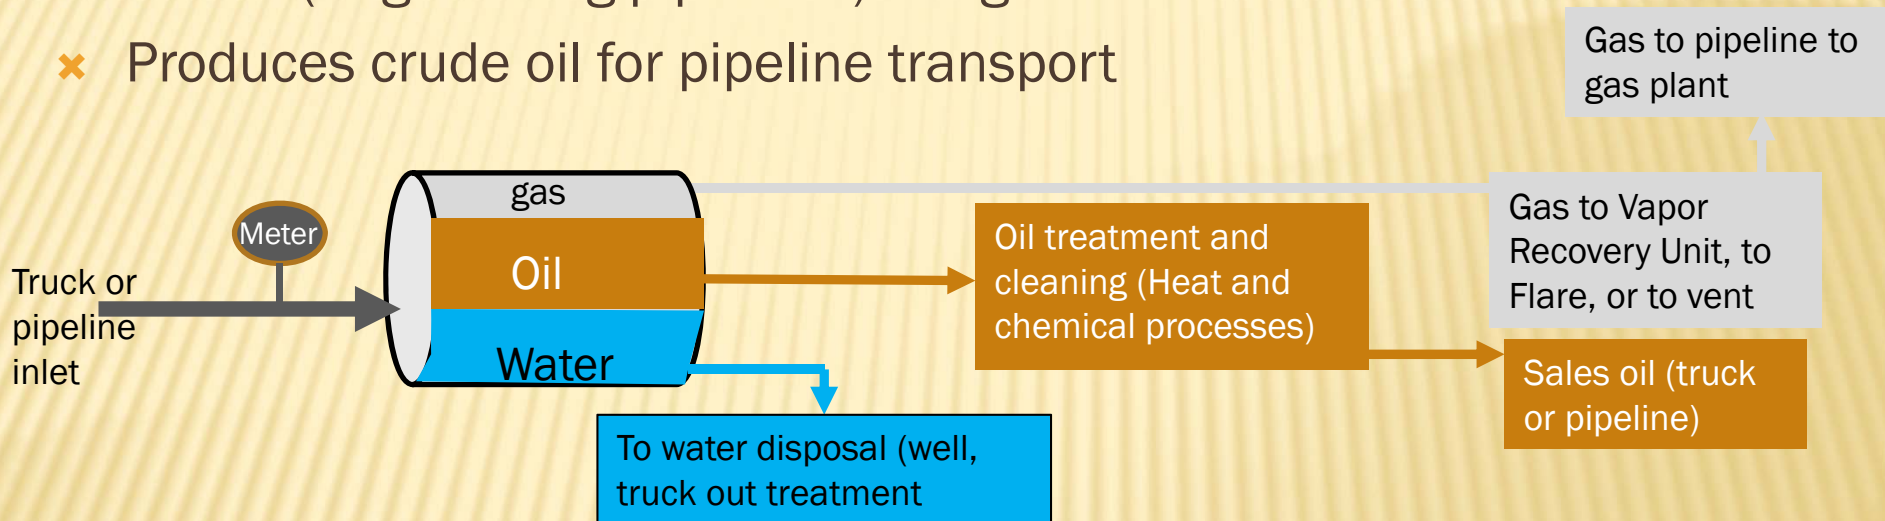 Produces crude oil for pipeline transport
Gas to pipeline to
gas plant
gas
Meter
Oil
Water
Truck or
pipeline
inlet
Oil treatment and
cleaning (Heat and
chemical processes)
Gas to Vapor
Recovery Unit, to
Flare, or to vent
Sales oil (truck
or pipeline)
To water disposal (well,
truck out treatment